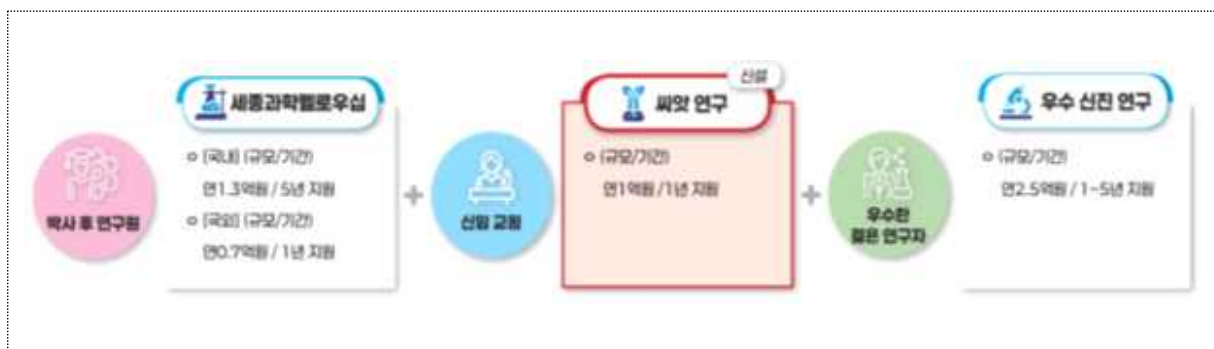 박사 후 연구원
세종과학펠로우십
o [국내] (규모/기간)
연1.3억원 / 5년 지원
o [국외] (규모/기간)
연0.7억원 / 1년 지원
+
신임 교원
신설
씨앗 연구
o (규모/기간)
연1억원 / 1년 지원
+
우수한
젊은 연구자
우수 신진 연구
o (규모/기간)
연2.5억원 / 1~5년 지원